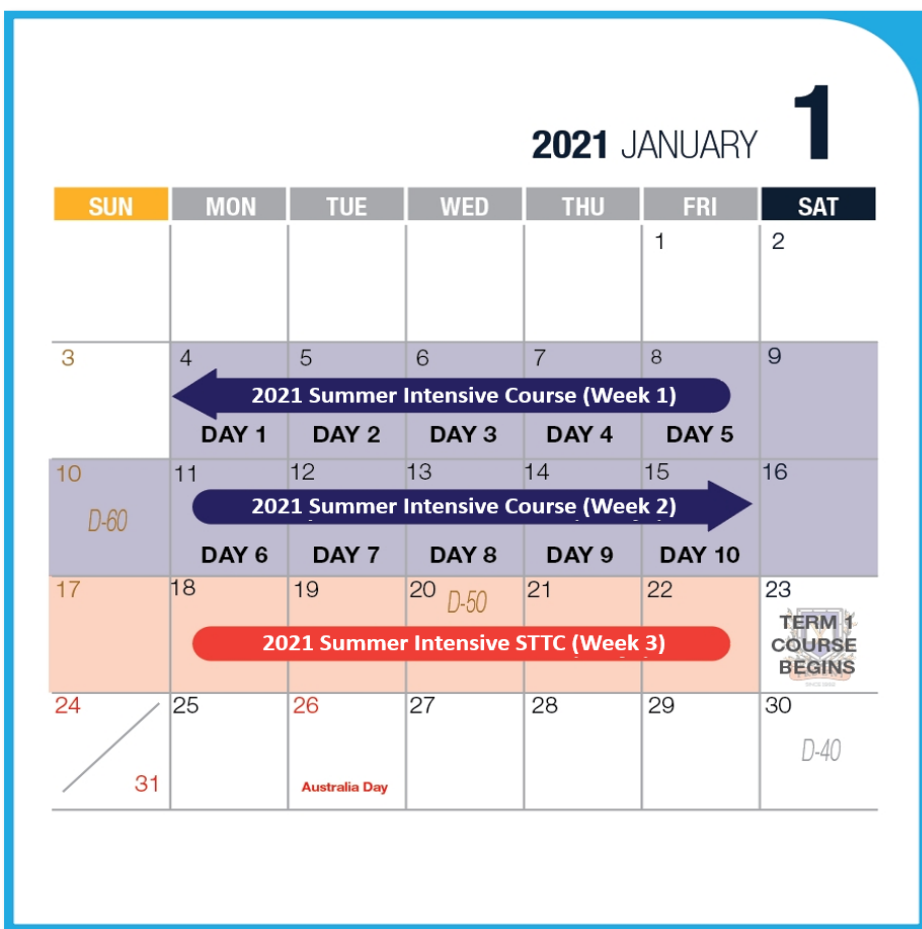 1
2021 JANUARY
SUN MON TUE WED THU FRI SAT
1 2
3 4 5 6 7 8 9
2021 Summer Intensive Course (Week 1)
DAY 1 DAY 2 DAY 3 DAY 4 DAY 5
10 11 12 13 14 15 16
D-60
2021 Summer Intensive Course (Week 2)
DAY 6 DAY 7 DAY 8 DAY 9 DAY 10
17 18 19 20 D-50 21 22 23
2021 Summer Intensive STTC (Week 3)
TERM 1
COURSE
BEGINS
24 25 26 27 28 29 30
31
D-40
Australia Day